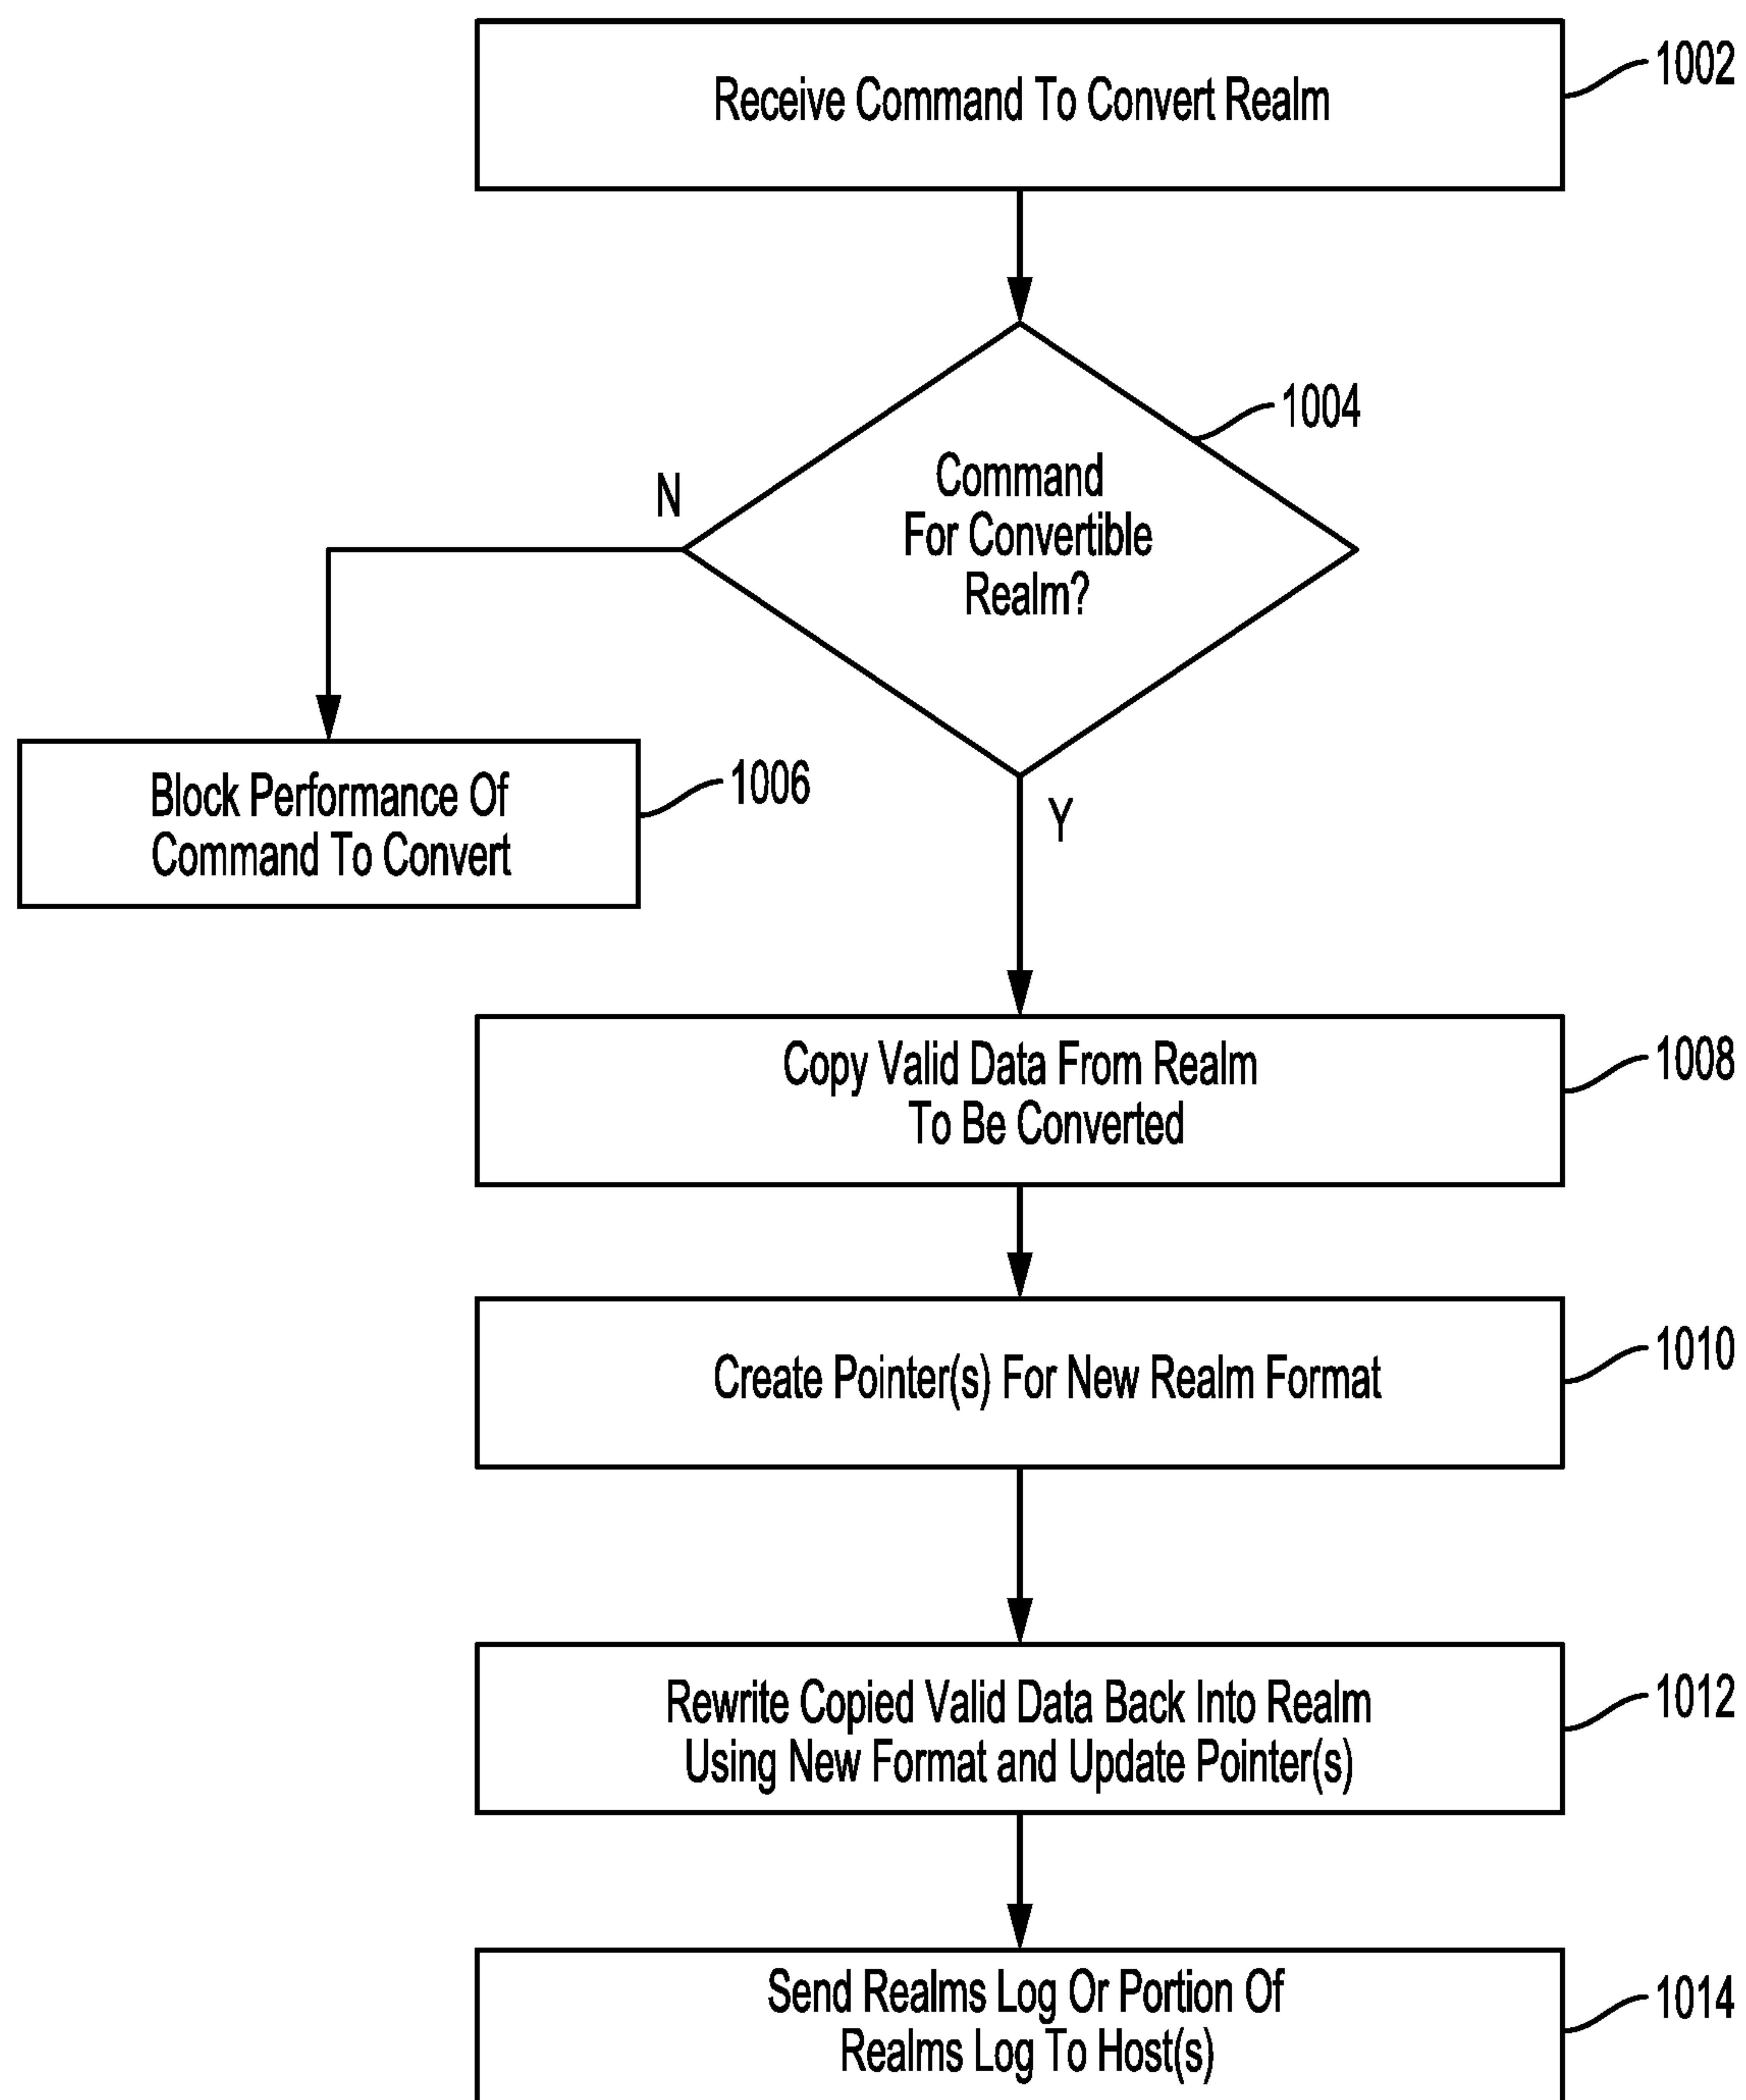 Receive Command To Convert Realm
1002
Command
For Convertible
Realm?
1004
N
Y
Block Performance Of
Command To Convert
1006
Copy Valid Data From Realm
To Be Converted
1008
Create Pointer(s) For New Realm Format
1010
Rewrite Copied Valid Data Back Into Realm
Using New Format and Update Pointer(s)
1012
Send Realms Log Or Portion Of
Realms Log To Host(s)
1014